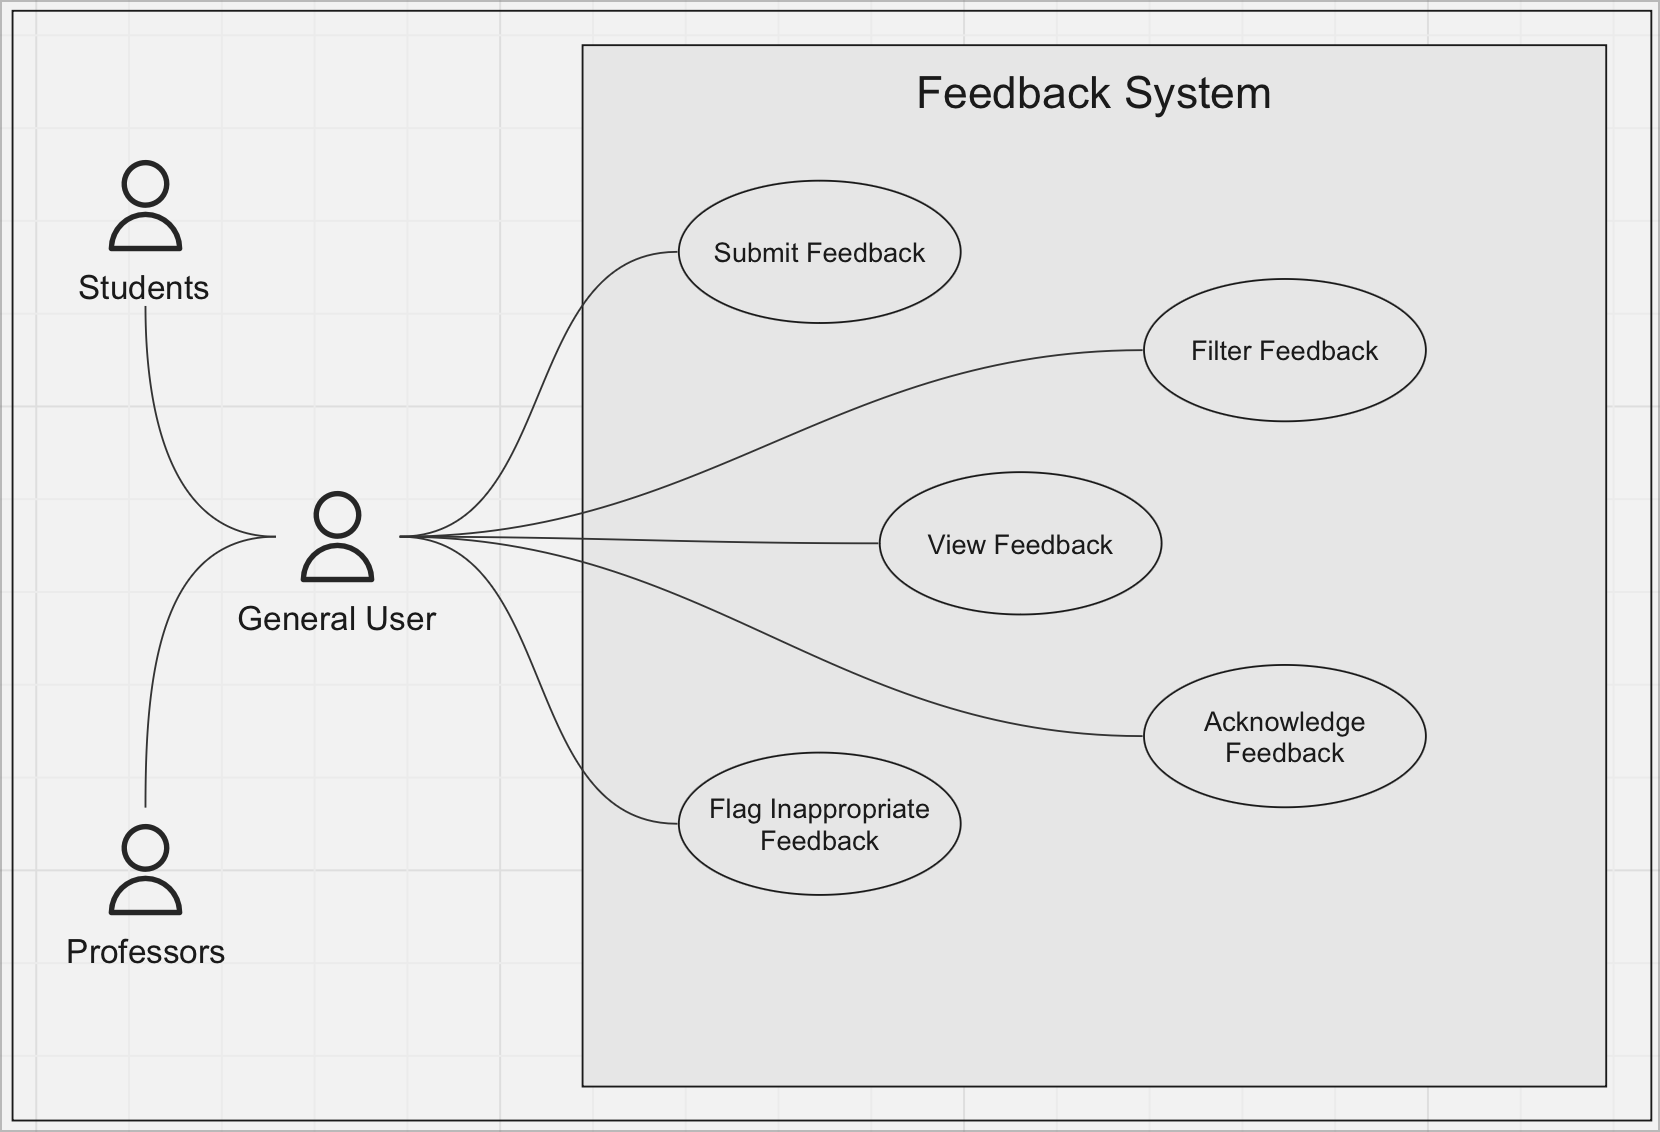 Feedback System
Students
General User
Professors
Submit Feedback
Filter Feedback
View Feedback
Acknowledge
Feedback
Flag Inappropriate
Feedback